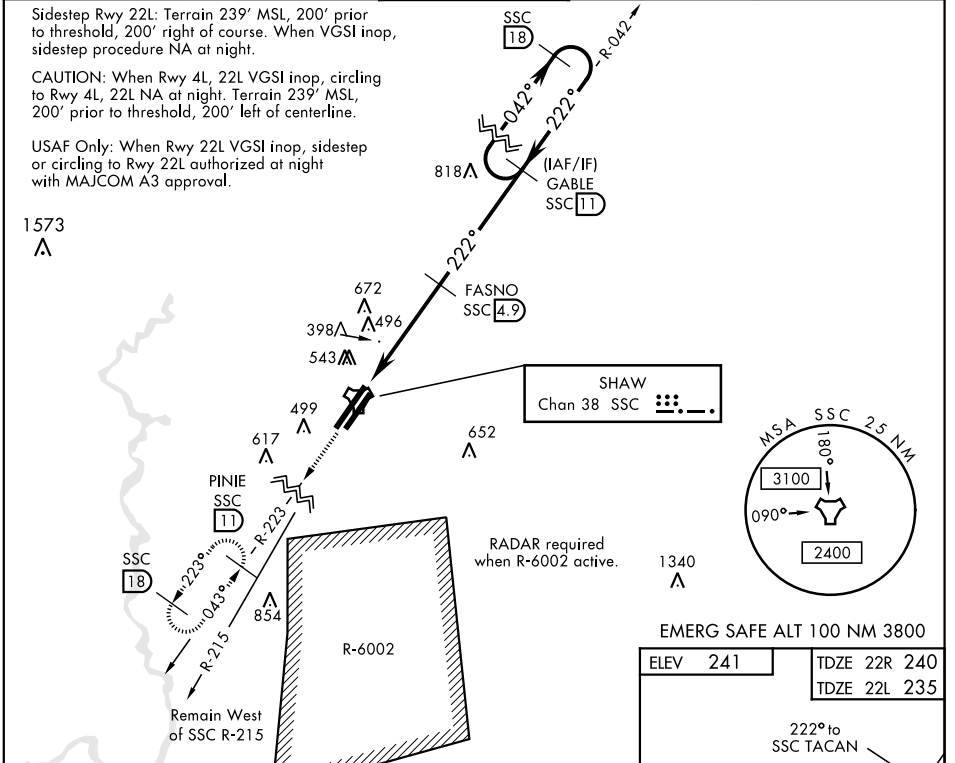 Sidestep Rwy 22L: Terrain 239’ MSL, 200’ prior
to threshold, 200’ right of course. When VGSI inop,
sidestep procedure NA at night.
CAUTION: When Rwy 4L, 22L VGSI inop, circling
to Rwy 4L, 22L NA at night. Terrain 239’ MSL,
200’ prior to threshold, 200’ left of centerline.
USAF Only: When Rwy 22L VGSI inop, sidestep
or circling to Rwy 22L authorized at night
with MAJCOM A3 approval.
SSC
18
R-042
042°
222°
818
(IAF/IF)
GABLE
SSC 11
1573
222°
FASNO
SSC 4.9
672
496
398
543
SHAW
Chan 38 SSC
499
617
652
MSA SSC 25 NM
180°
3100
090°
2400
PINIE
SSC
11
R-223
SSC
18
223°
043°
854
R-215
RADAR required
when R-6002 active.
1340
R-6002
Remain West
of SSC R-215
EMERG SAFE ALT 100 NM 3800
ELEV 241
TDZE 22R 240
TDZE 22L 235
222° to
SSC TACAN